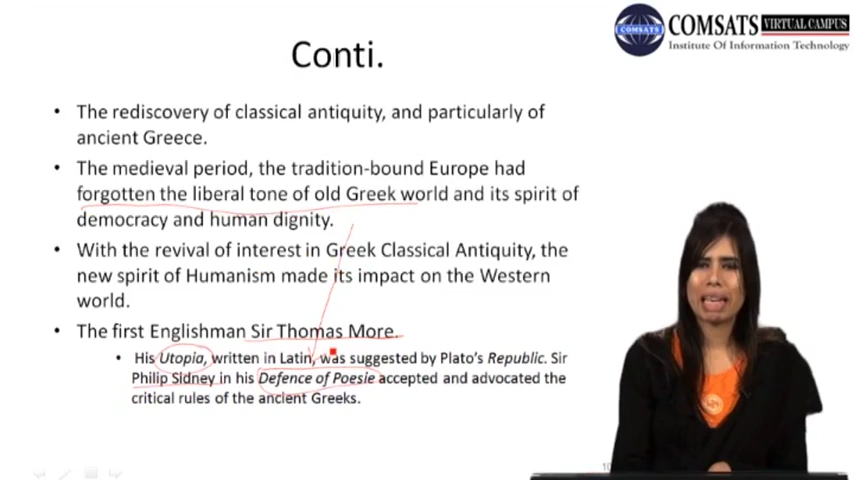 COMSATS VIRTUAL CAMPUS
COMSATS
Institute Of Information Technology
Conti.
• The rediscovery of classical antiquity, and particularly of
ancient Greece.
• The medieval period, the tradition-bound Europe had
forgotten the liberal tone of old Greek world and its spirit of
democracy and human dignity.
• With the revival of interest in Greek Classical Antiquity, the
new spirit of Humanism made its impact on the Western
world.
• The first Englishman Sir Thomas More.
• His Utopia, written in Latin, was suggested by Plato's Republic. Sir
Philip Sidney in his Defence of Poesie accepted and advocated the
critical rules of the ancient Greeks.